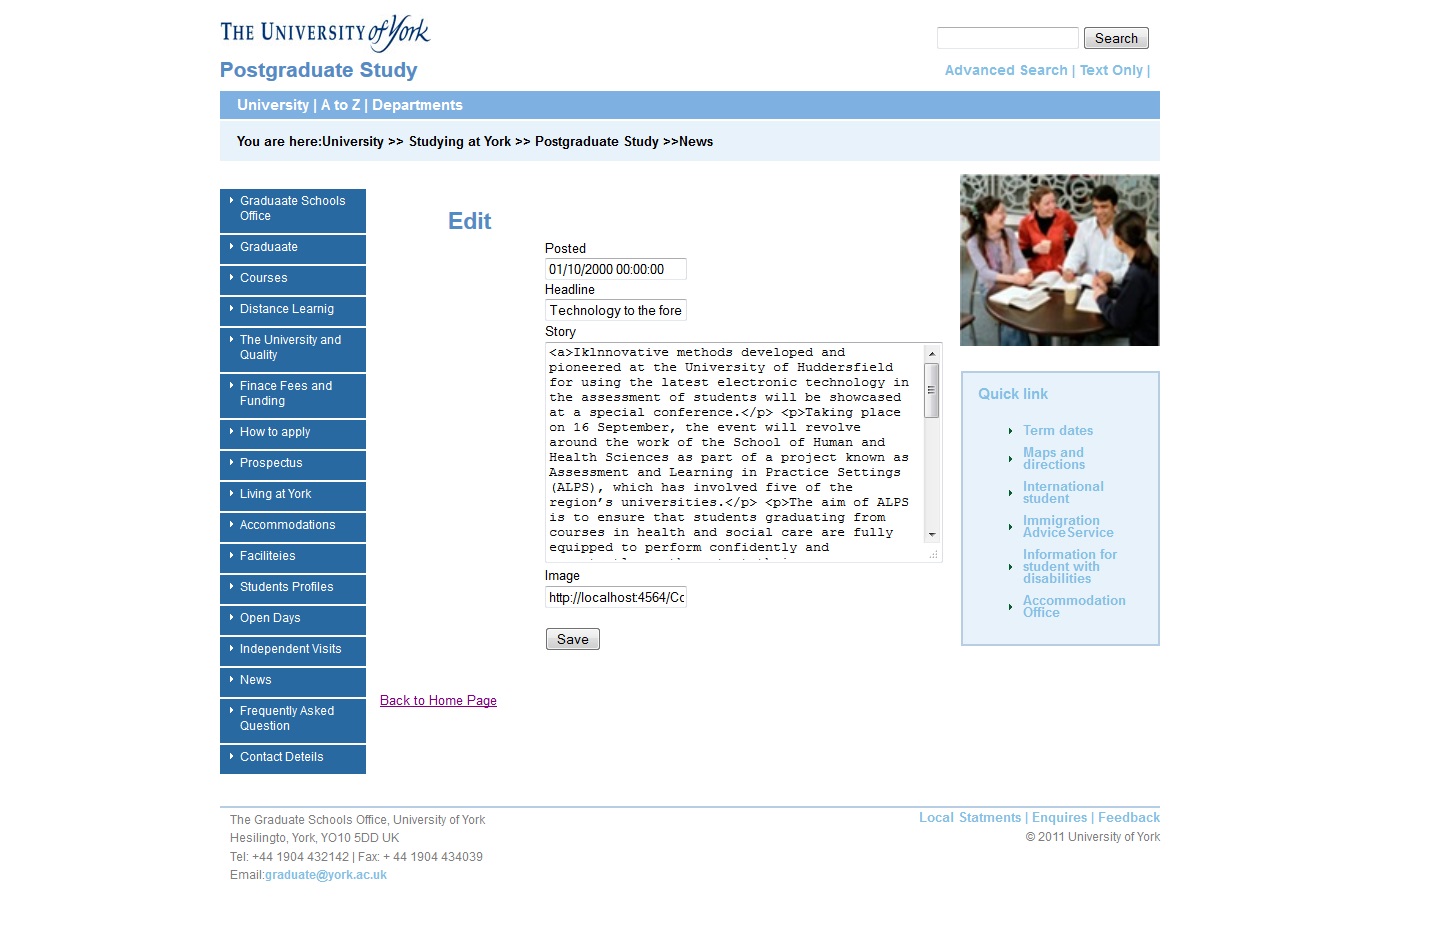 THE UNIVERSITY of York
Search
Postgraduate Study
Advanced Search | Text Only |
University | A to Z | Departments
You are here:University >> Studying at York >> Postgraduate Study >>News
Graduaate Schools
Office
Graduaate
Courses
Distance Learnig
The University and
Quality
Finace Fees and
Funding
How to apply
Prospectus
Living at York
Accommodations
Faciliteies
Students Profiles
Open Days
Independent Visits
News
Frequently Asked
Question
Contact Deteils
Edit
Posted
01/10/2000 00:00:00
Headline
Technology to the fore
Story
<a>Iklnnovative methods developed and
pioneered at the University of Huddersfield
for using the latest electronic technology in
the assessment of students will be showcased
at a special conference.</p> <p>Taking place
on 16 September, the event will revolve
around the work of the School of Human and
Health Sciences as part of a project known as
Assessment and Learning in Practice Settings
(ALPS), which has involved five of the
region’s universities.</p> <p>The aim of ALPS
is to ensure that students graduating from
courses in health and social care are fully
equipped to perform confidently and
Image
http://localhost:4564/Cc
Save
Back to Home Page
Quick link
Term dates
Maps and
directions
International
student
Immigration
AdviceService
Information for
student with
disabilities
Accommodation
Office
The Graduate Schools Office, University of York
Hesilingto, York, YO10 5DD UK
Tel: +44 1904 432142 | Fax: + 44 1904 434039
Email:graduate@york.ac.uk
Local Statments | Enquires | Feedback
© 2011 University of York